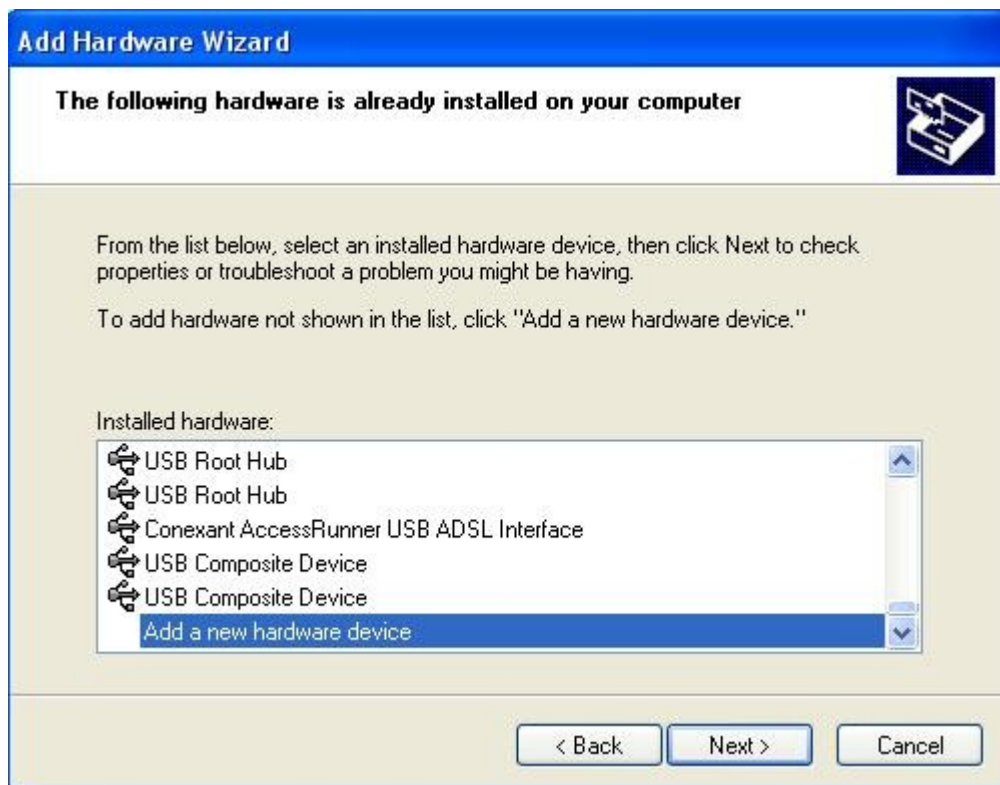 Add Hardware Wizard
The following hardware is already installed on your computer
From the list below, select an installed hardware device, then click Next to check
properties or troubleshoot a problem you might be having.
To add hardware not shown in the list, click "Add a new hardware device."
Installed hardware:
USB Root Hub
USB Root Hub
Conexant AccessRunner USB ADSL Interface
USB Composite Device
USB Composite Device
Add a new hardware device
< Back
Next >
Cancel